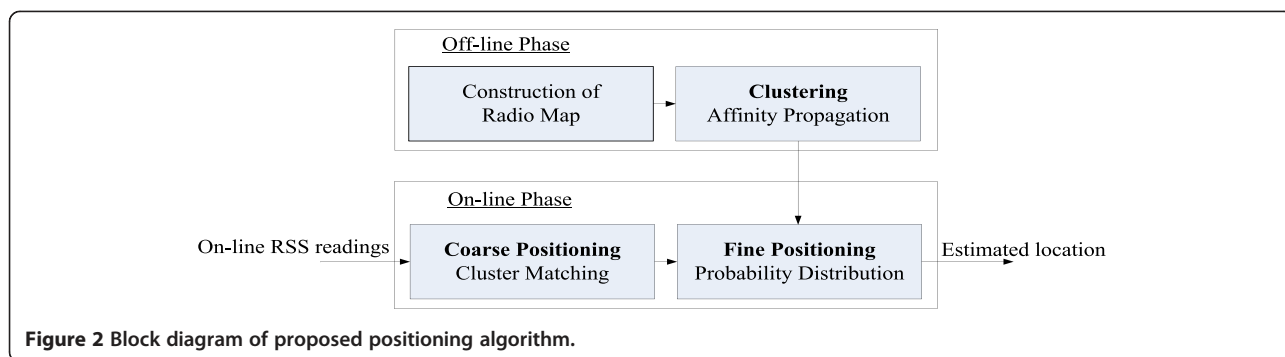 Off-line Phase
Construction of
Radio Map
Clustering
Affinity Propagation
On-line Phase
On-line RSS readings
Coarse Positioning
Cluster Matching
Fine Positioning
Probability Distribution
Estimated location
Figure 2 Block diagram of proposed positioning algorithm.